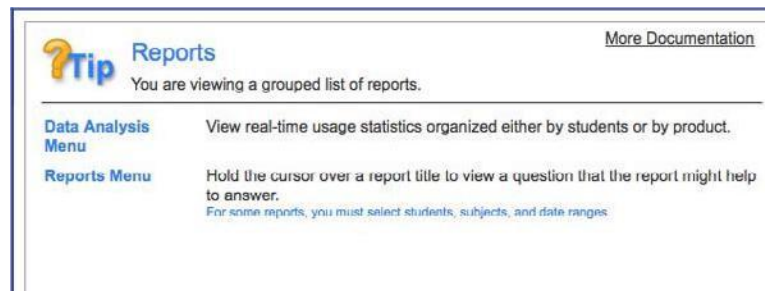 More Documentation
?Tip Reports
You are viewing a grouped list of reports.
Data Analysis Menu
View real-time usage statistics organized either by students or by product.
Reports Menu
Hold the cursor over a report title to view a question that the report might help
to answer.
For some reports, you must select students, subjects, and date ranges